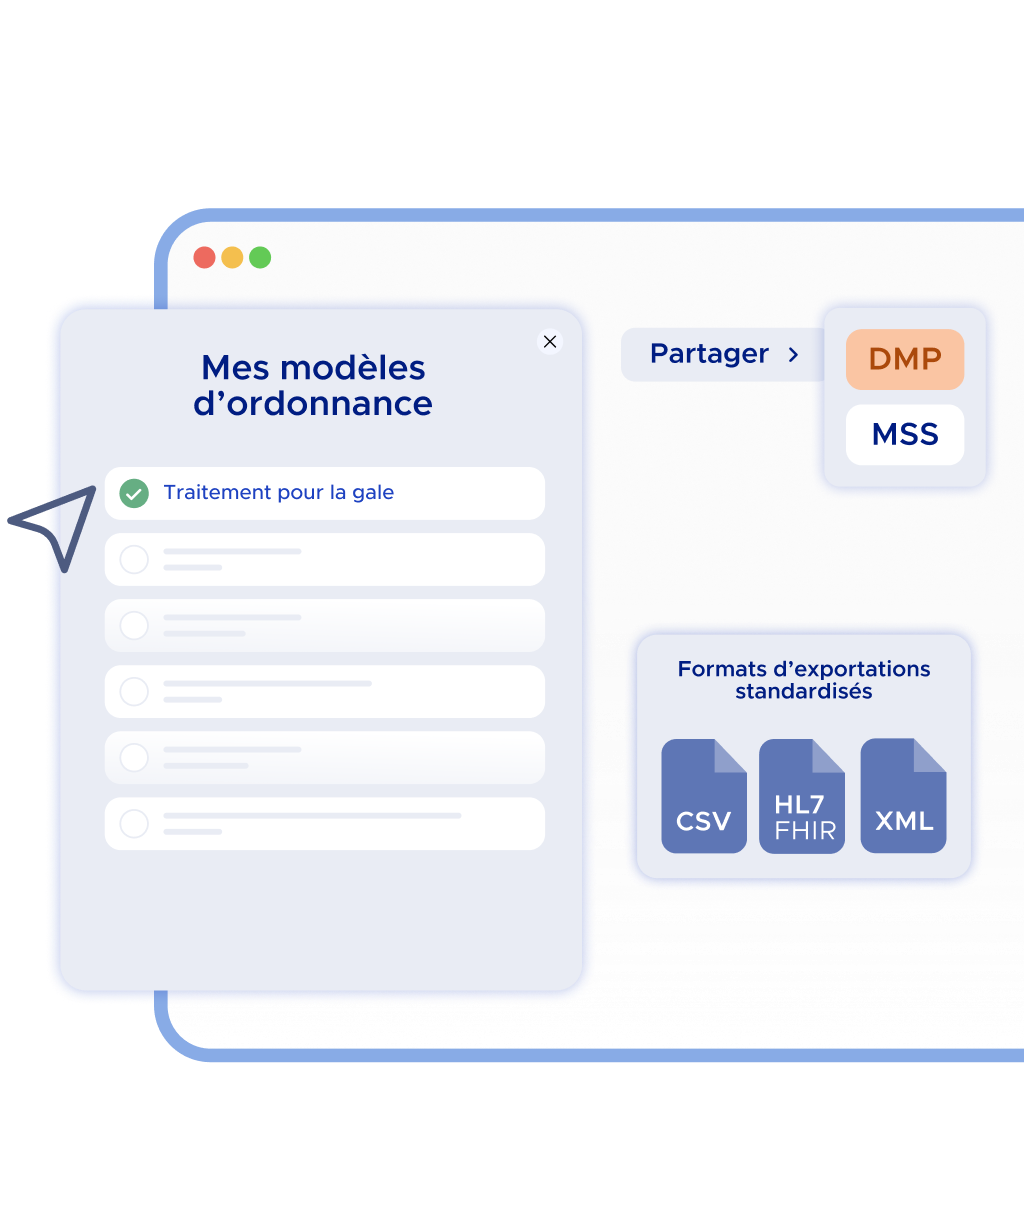 Mes modèles
d’ordonnance
Traitement pour la gale
Partager
DMP
MSS
Formats d’exportations
standardisés
CSV
HL7
FHIR
XML